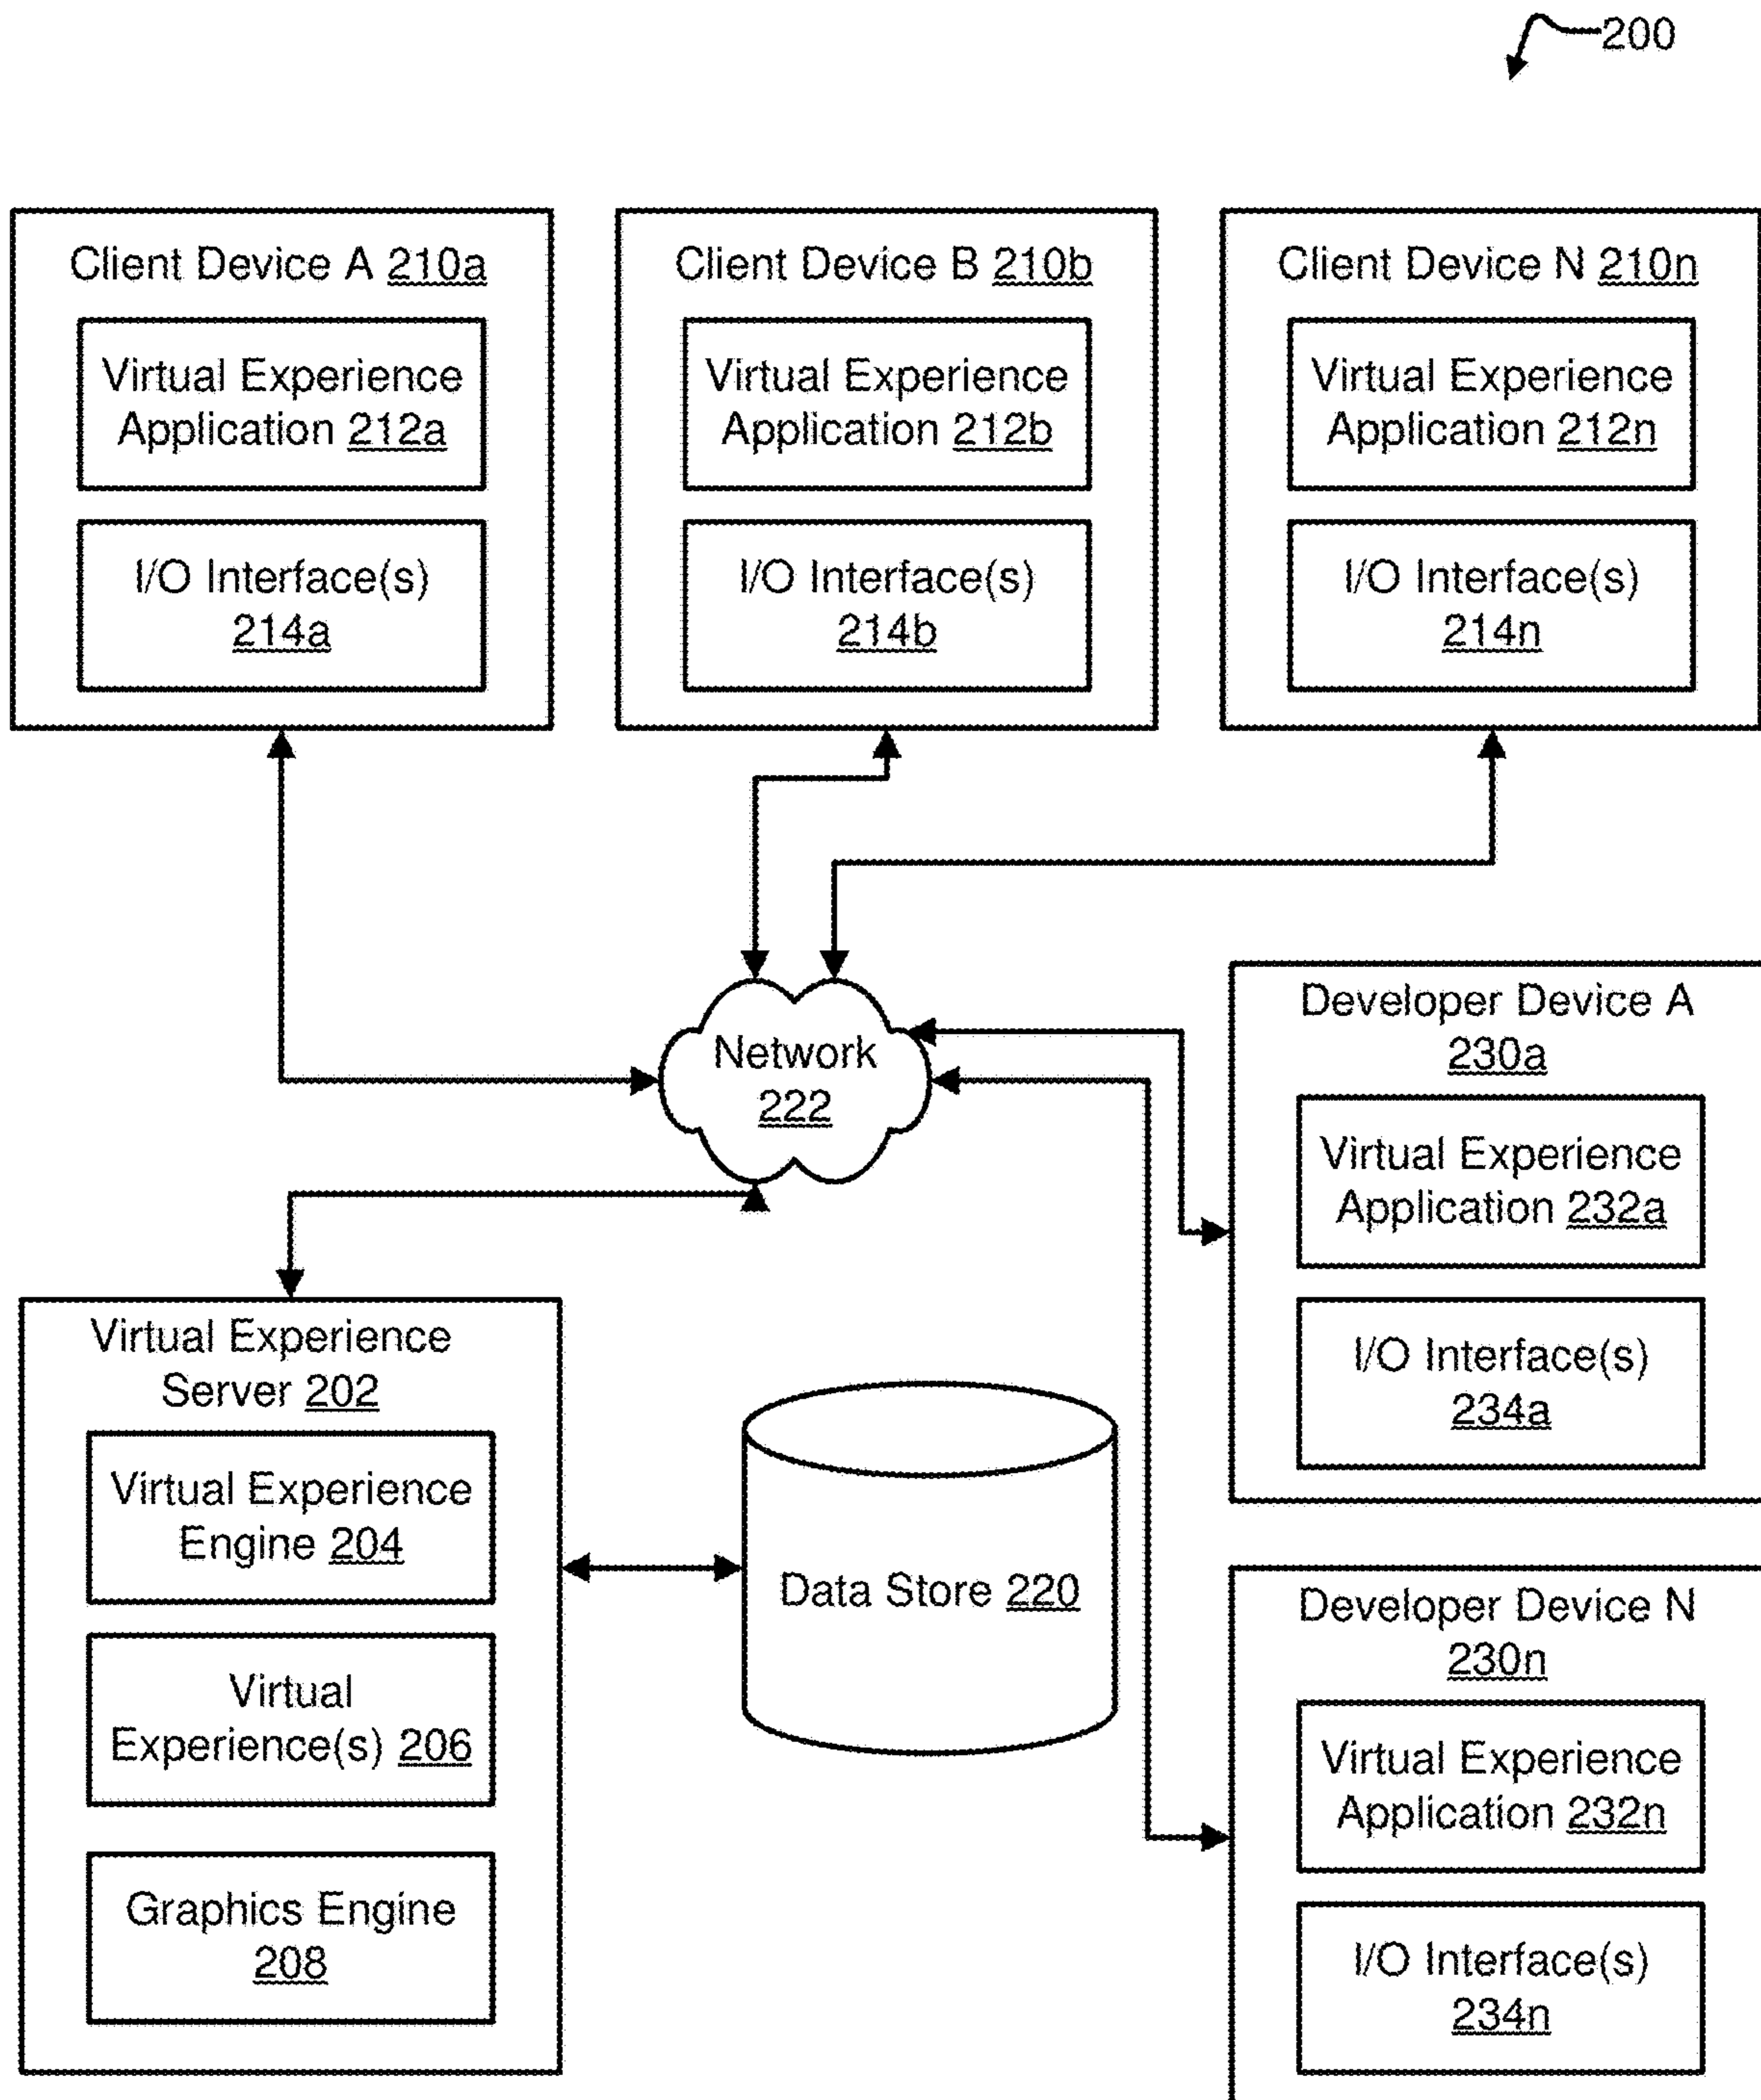 200
Client Device A 210a
Virtual Experience
Application 212a
I/O Interface(s)
214a
Client Device B 210b
Virtual Experience
Application 212b
I/O Interface(s)
214b
Client Device N 210n
Virtual Experience
Application 212n
I/O Interface(s)
214n
Network
222
Developer Device A
230a
Virtual Experience
Application 232a
I/O Interface(s)
234a
Virtual Experience
Server 202
Virtual Experience
Engine 204
Virtual
Experience(s) 206
Graphics Engine
208
Data Store 220
Developer Device N
230n
Virtual Experience
Application 232n
I/O Interface(s)
234n